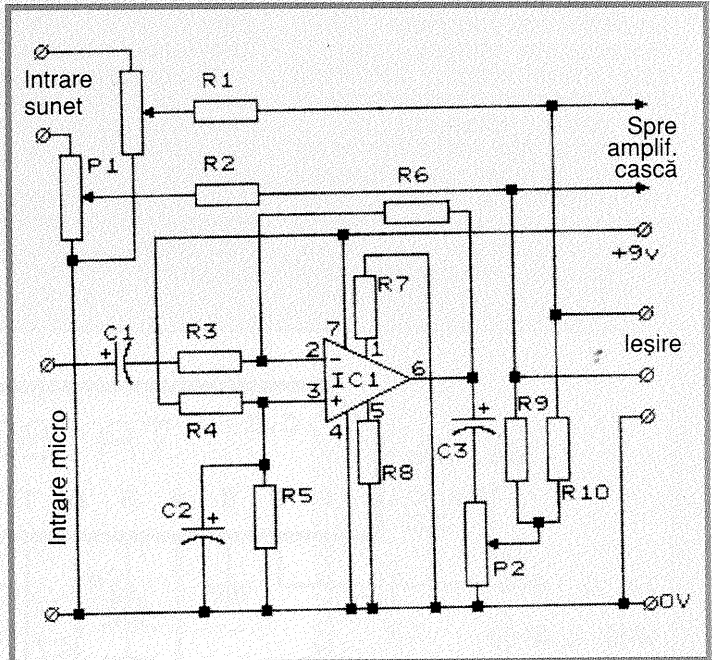 Intrare
sunet
R1
P1
R2
Spre
amplif.
cască
R6
+9v
R7
C1
R3
7
1
2
-
IC1
6
Ieșire
3
+
R4
4
5
R9
C3
R8
R10
Intrare micro
C2
+
R5
P2
0V